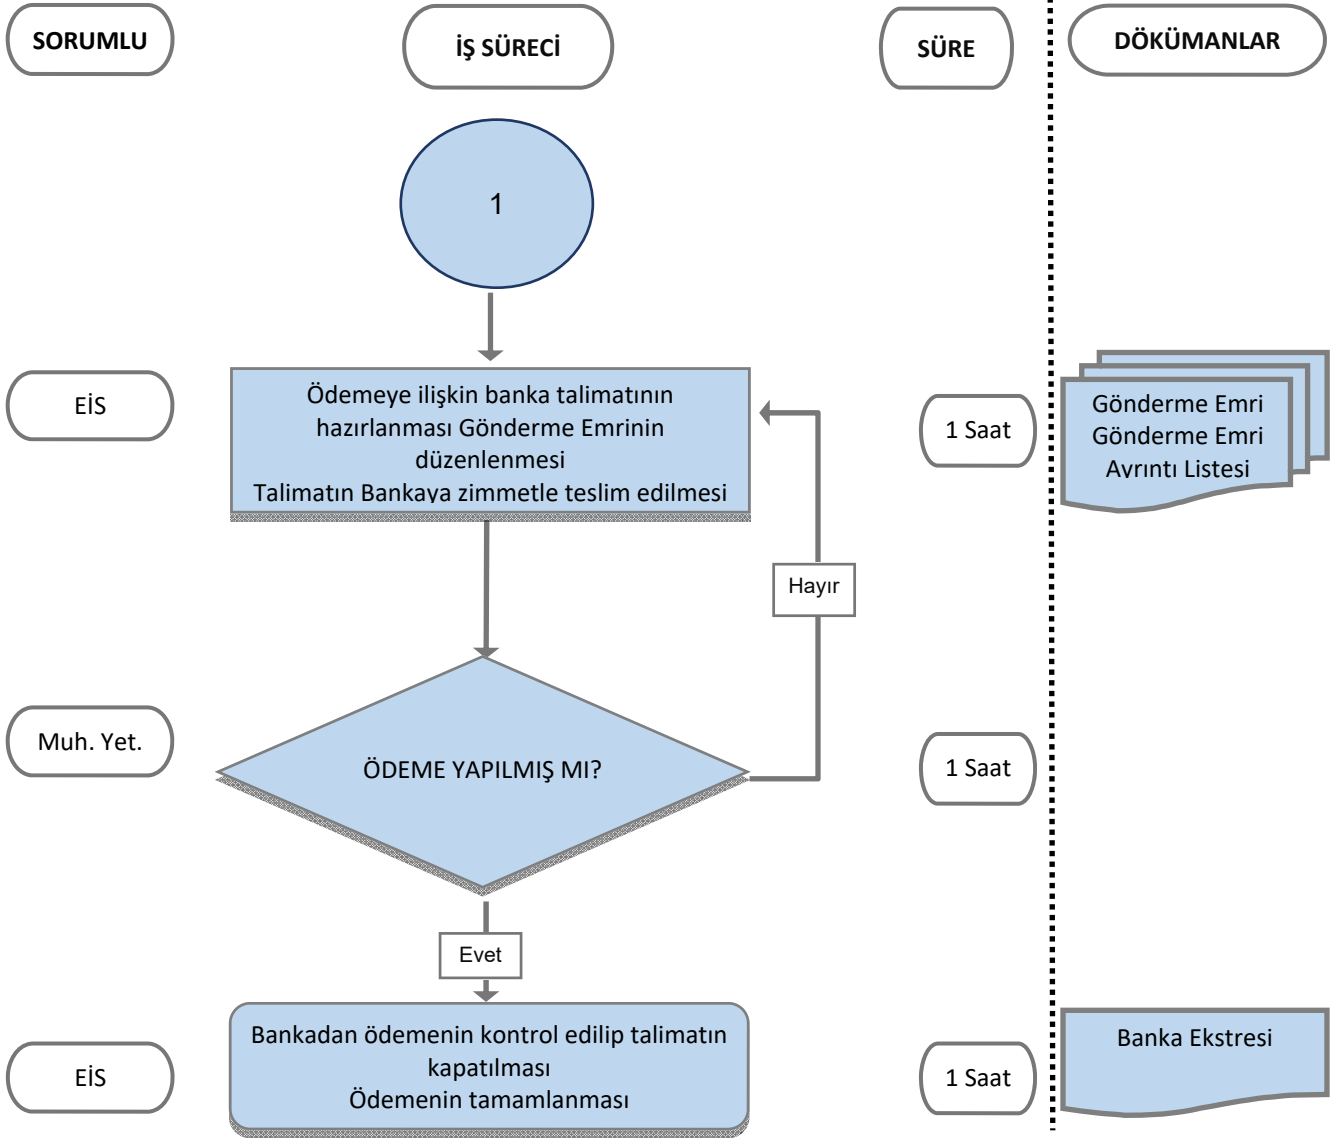 SORUMLU
İŞ SÜRECİ
SÜRE
DÖKÜMANLAR
1
EİS
Ödemeye ilişkin banka talimatının
hazırlanması Gönderme Emrinin
düzenlenmesi
Talimatın Bankaya zimmetle teslim edilmesi
1 Saat
Gönderme Emri
Gönderme Emri
Ayrıntı Listesi
Hayır
Muh. Yet.
ÖDEME YAPILMIŞ MI?
1 Saat
Evet
EİS
Bankadan ödemenin kontrol edilip talimatın
kapatılması
Ödemenin tamamlanması
1 Saat
Banka Ekstresi